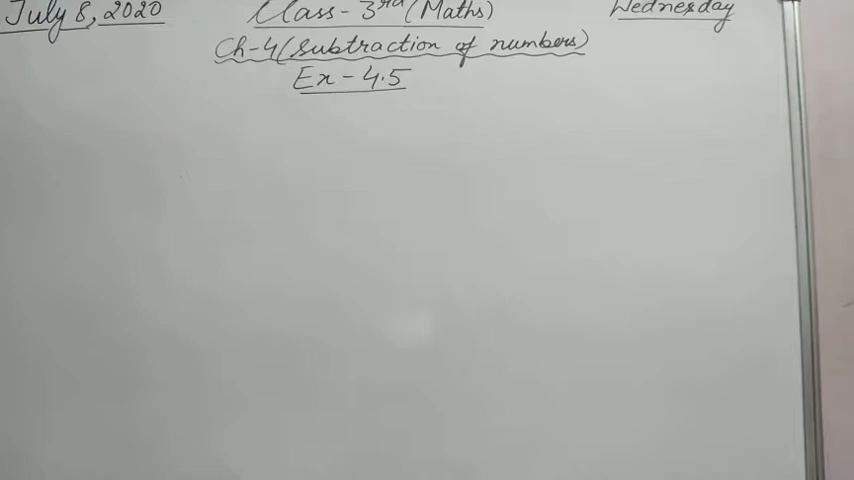 July 8, 2020 Class - 3rd (Maths) Wednesday
Ch-4 (Subtraction of numbers)
Ex - 4.5